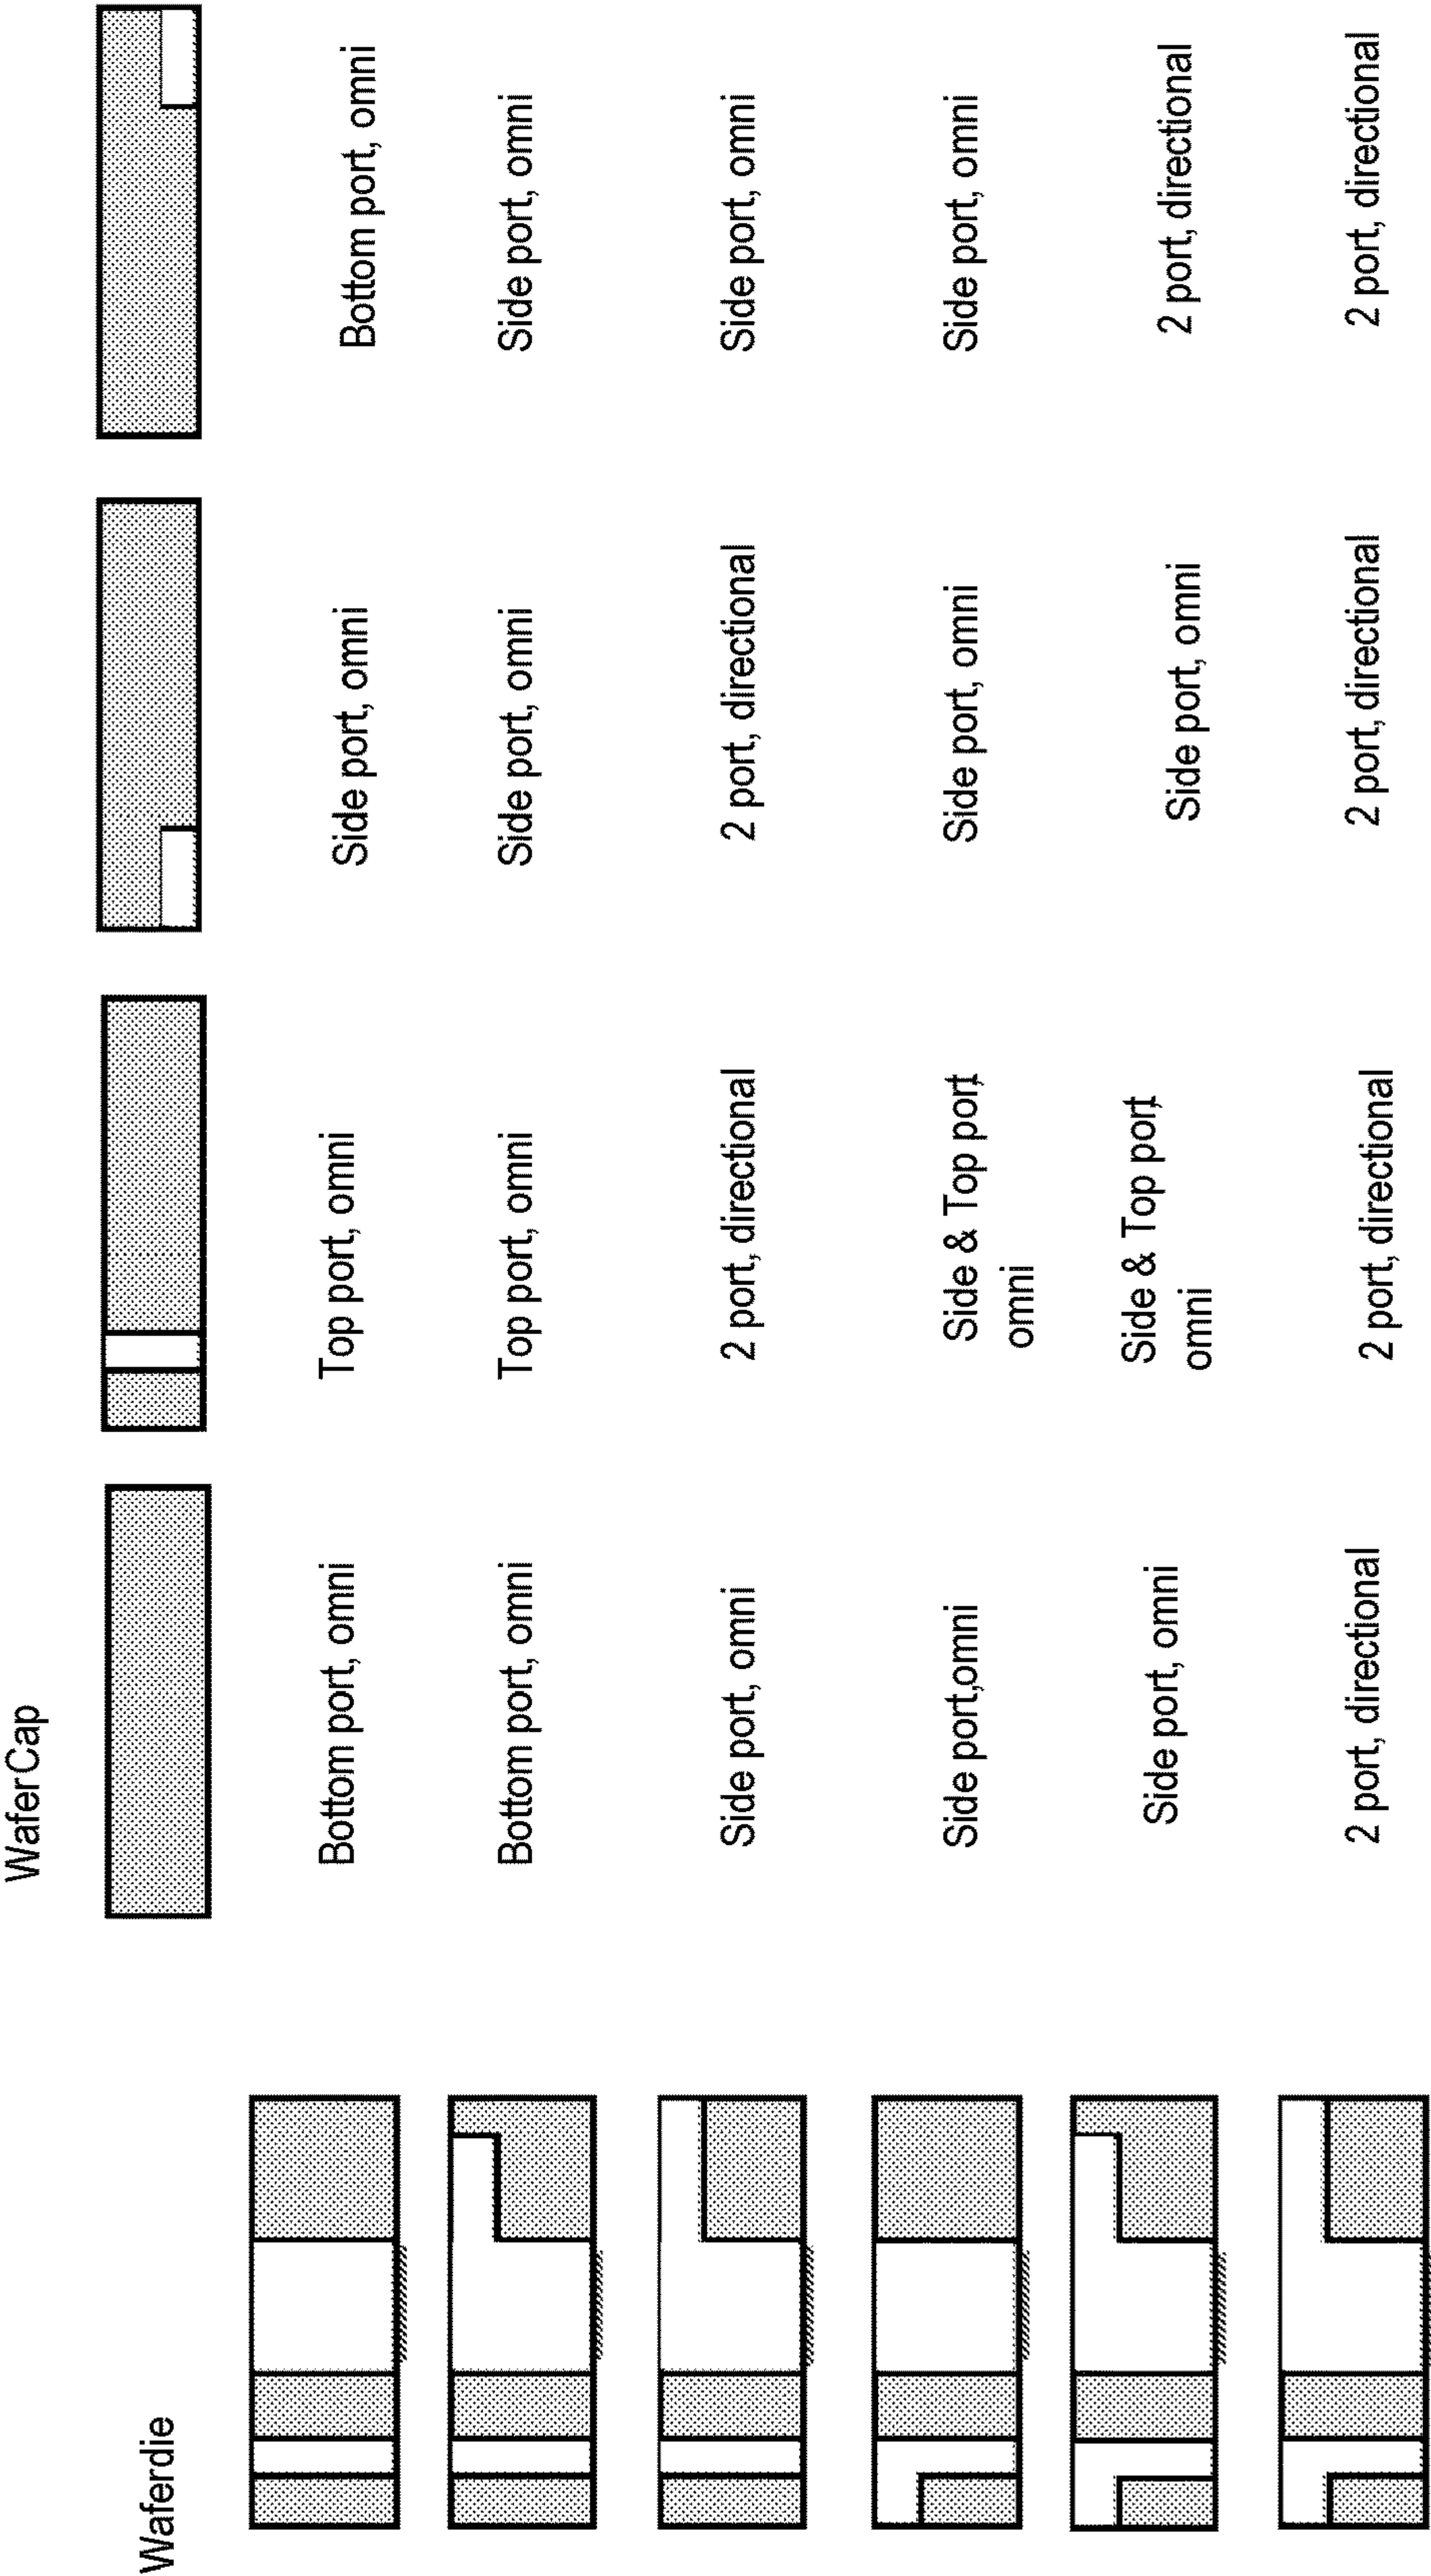 Wafer Cap
Waferdie
Bottom port, omni
Top port, omni
Side port, omni
Bottom port, omni
Bottom port, omni
Top port, omni
Side port, omni
Side port, omni
Side port, omni
2 port, directional
2 port, directional
Side port, omni
Side port,omni
Side & Top port,
omni
Side port, omni
Side port, omni
Side port, omni
Side & Top port,
omni
Side port, omni
2 port, directional
2 port, directional
2 port, directional
2 port, directional
2 port, directional